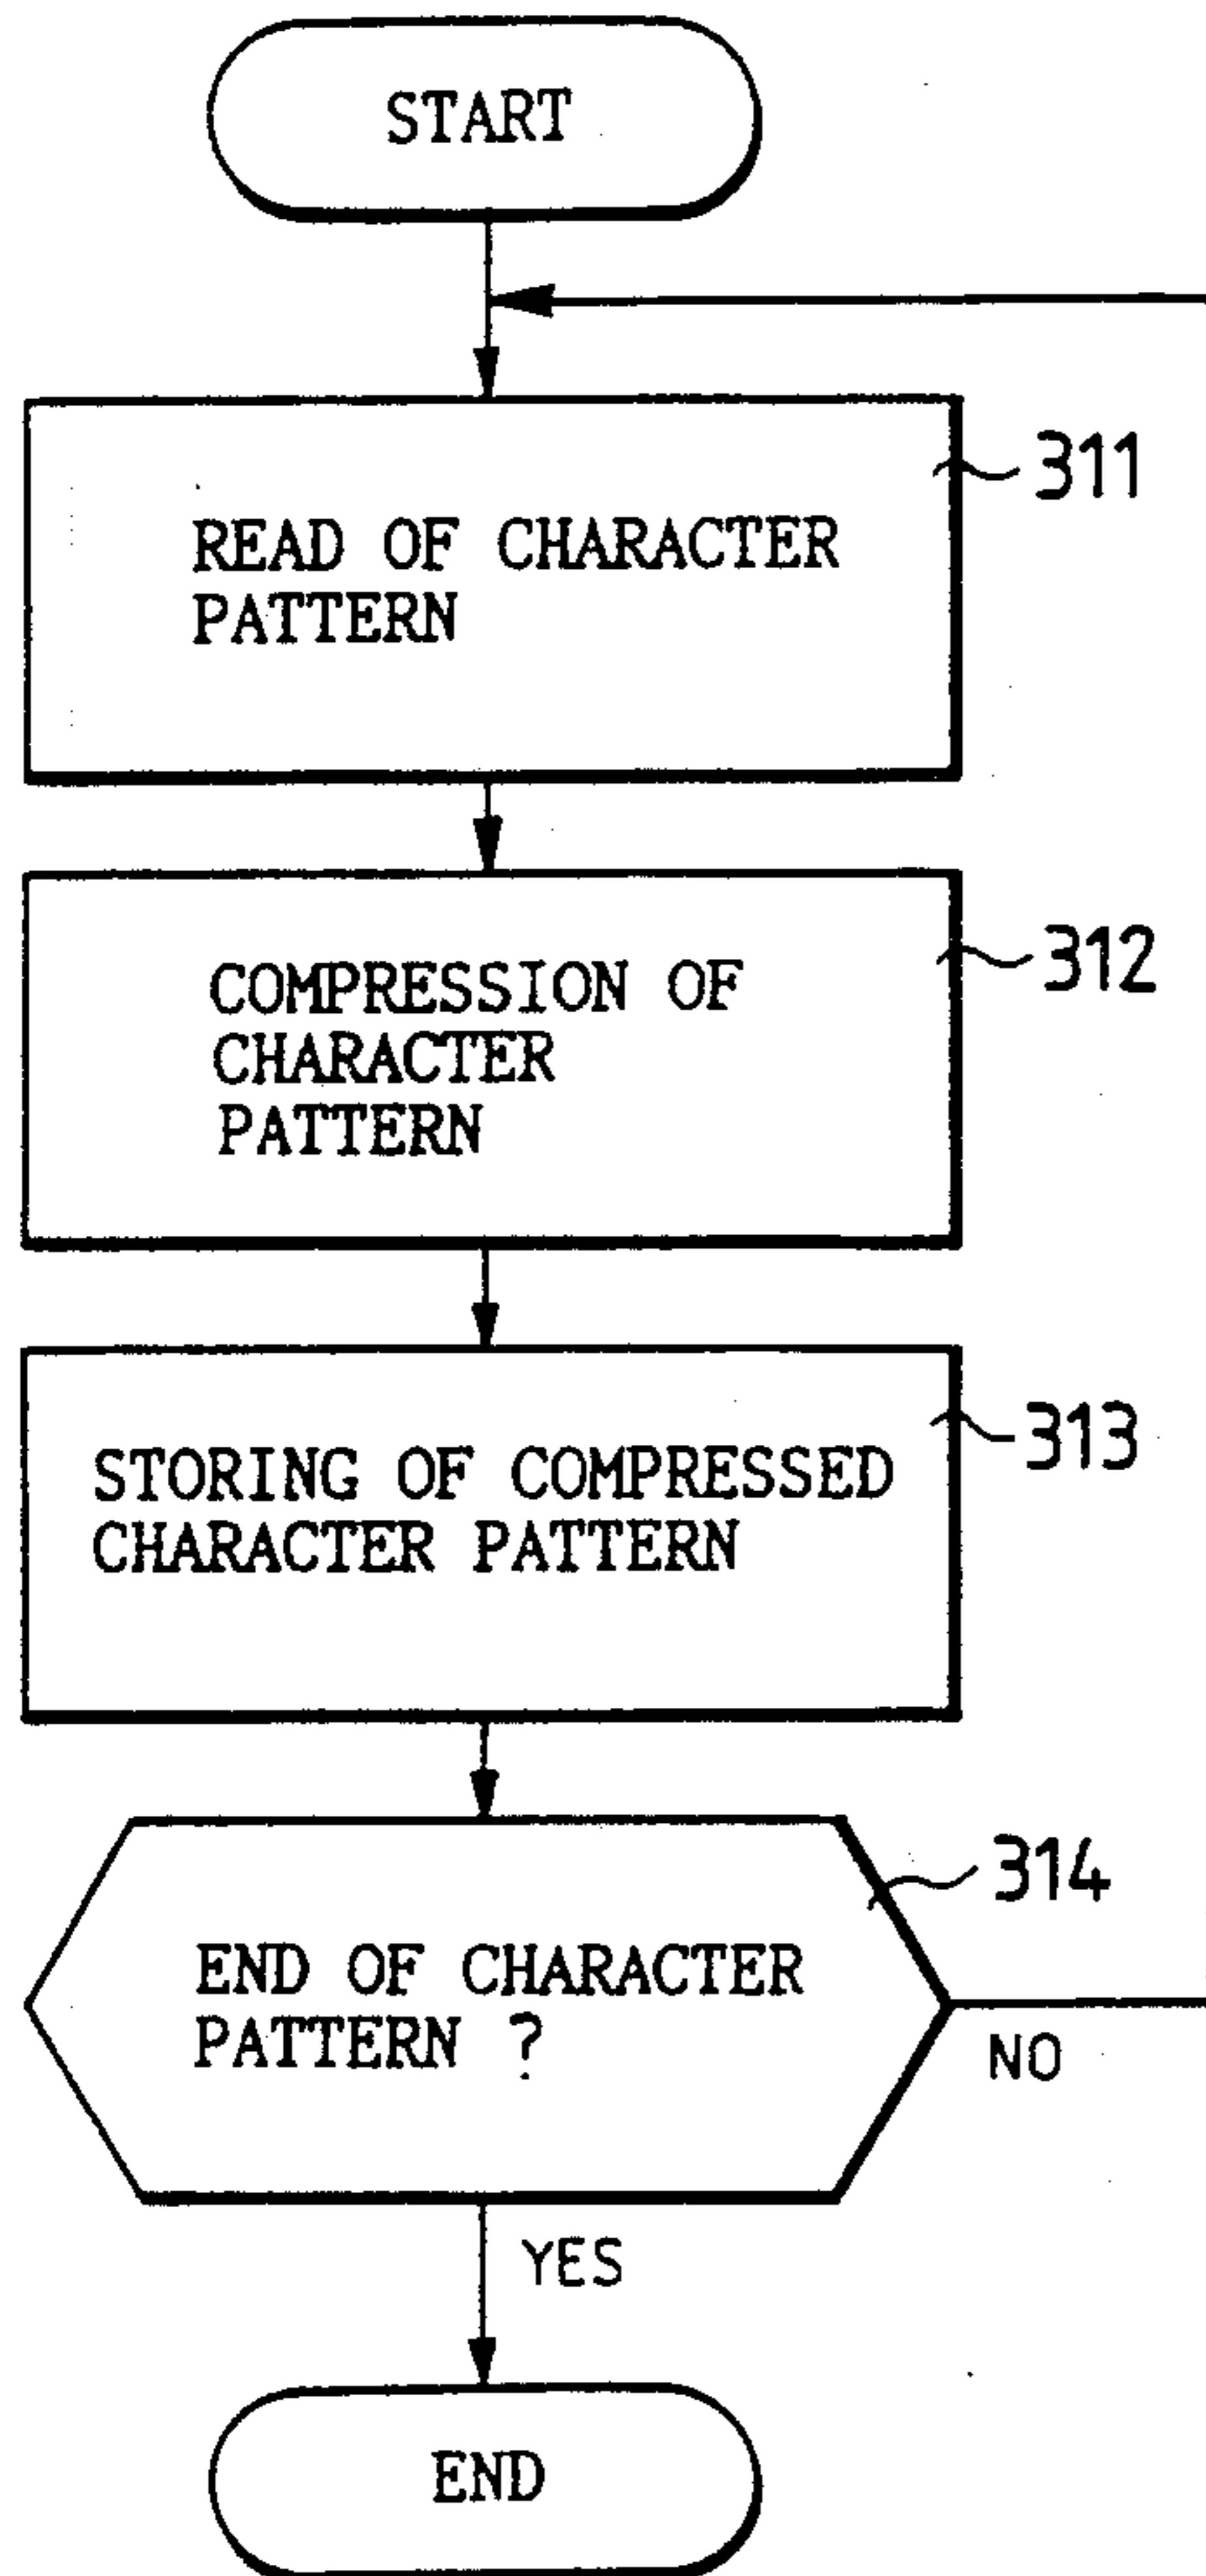 START
311
READ OF CHARACTER
PATTERN
312
COMPRESSION OF
CHARACTER
PATTERN
313
STORING OF COMPRESSED
CHARACTER PATTERN
314
END OF CHARACTER
PATTERN ?
NO
YES
END